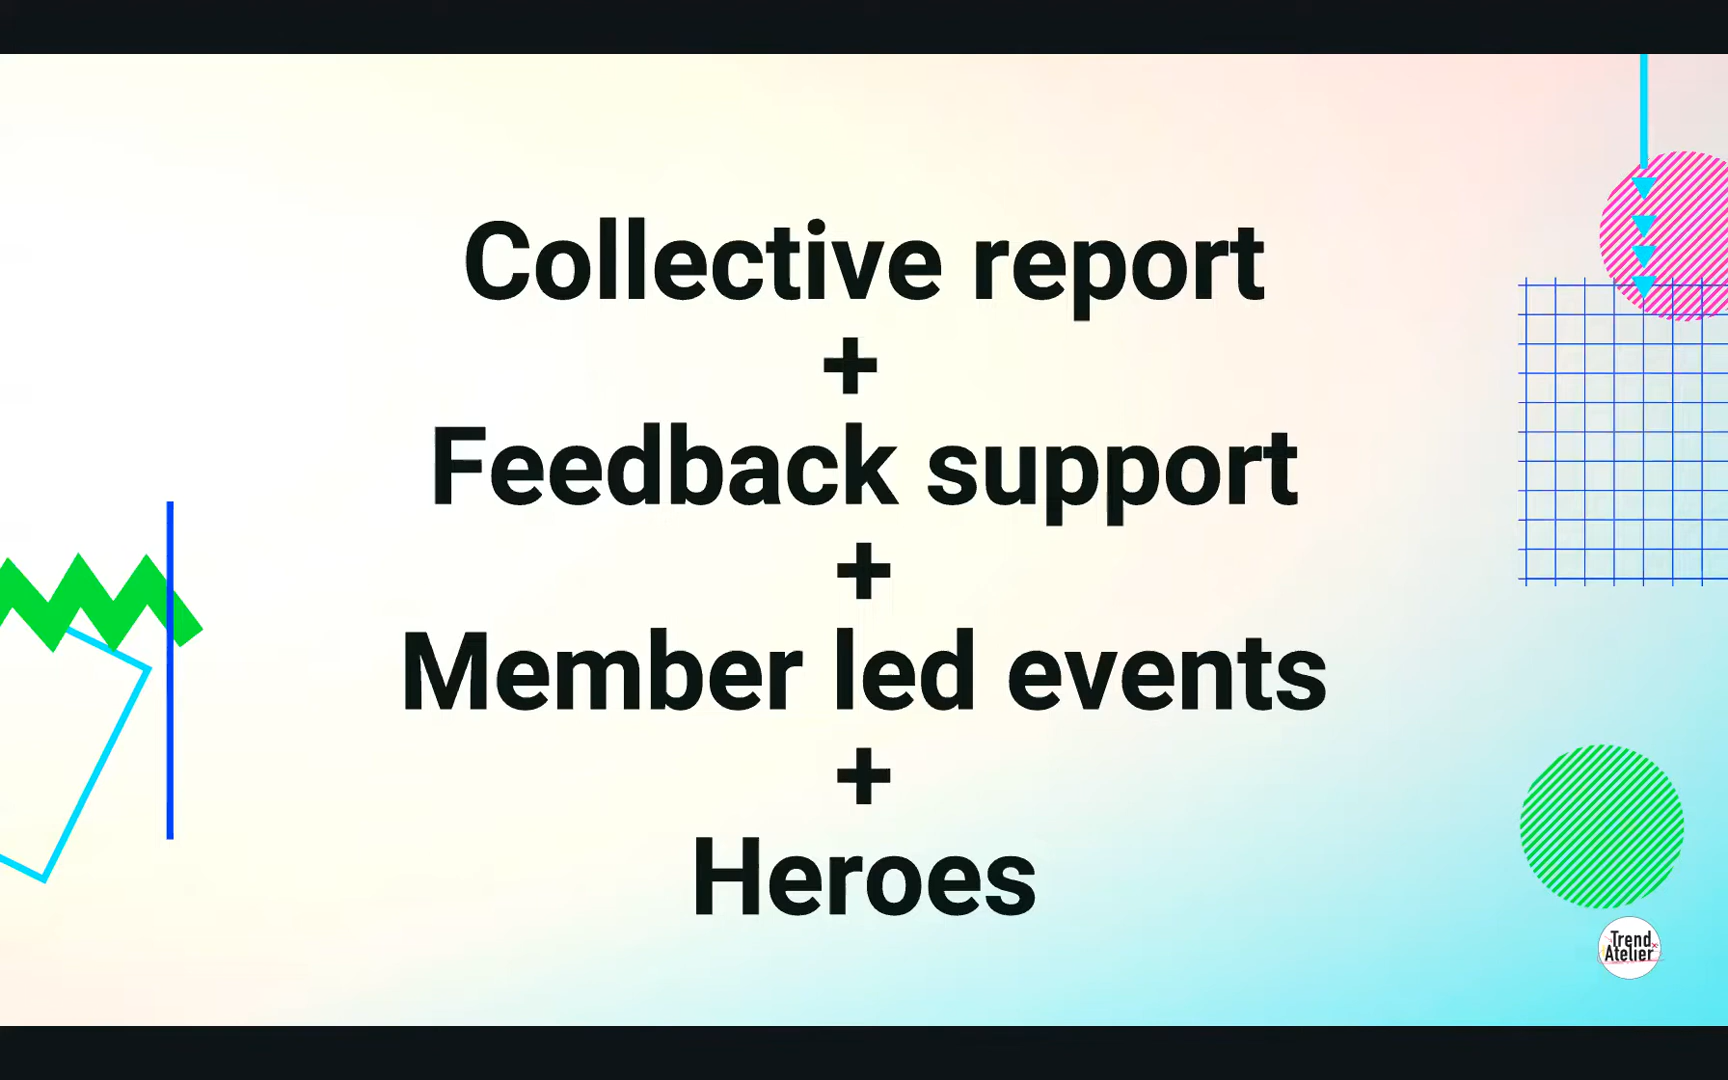 Collective report
+
Feedback support
+
Member led events
+
Heroes
Trend
Atelier